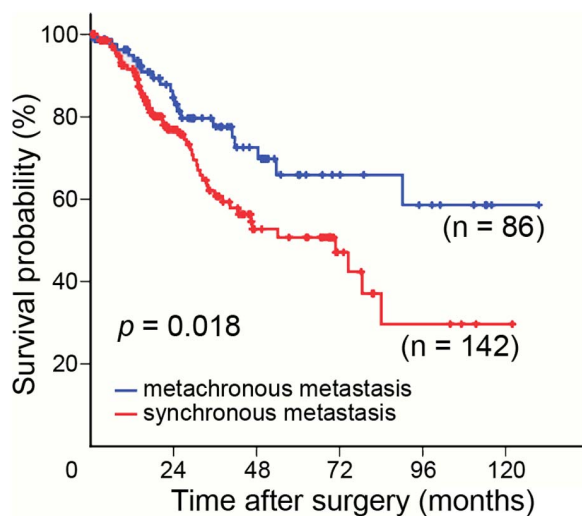 Survival probability (%)
100
80
60
40
20
0
(n = 86)
p = 0.018
(n = 142)
metachronous metastasis
synchronous metastasis
24 48 72 96 120
Time after surgery (months)